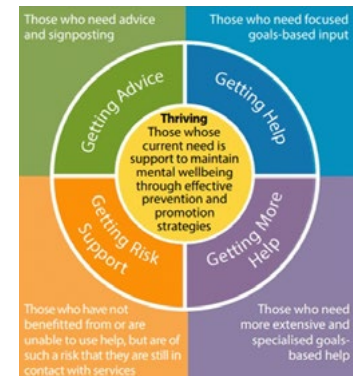 Those who need advice
and signposting
Those who need focused
goals-based input
Getting Advice
Getting Help
Thriving
Those whose
current need is
support to maintain
mental wellbeing
through effective
prevention and
promotion
strategies
Getting Risk
Support
Getting More
Help
Those who have not
benefitted from or are
unable to use help, but are of
such a risk that they are still in
contact with services
Those who need
more extensive and
specialised goals-
based help